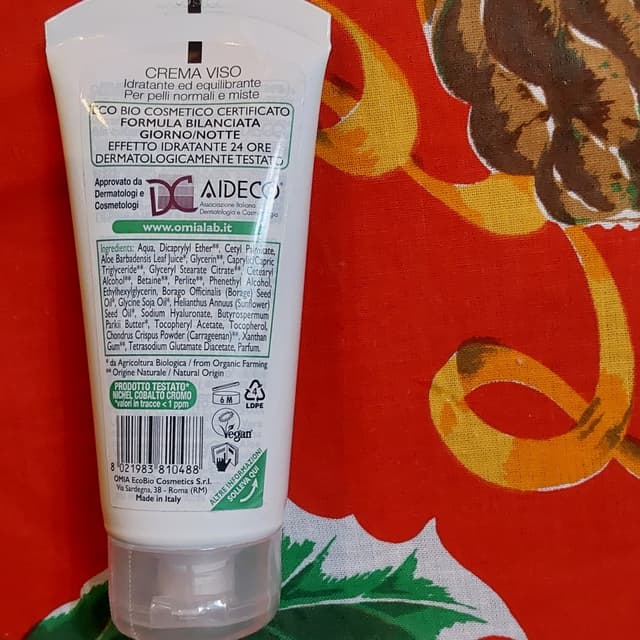 CREMA VISO
Idratante ed equilibrante
Per pelli normali e miste
ECO BIO COSMETICO CERTIFICATO
FORMULA BILANCIATA
GIORNO/NOTTE
EFFETTO IDRATANTE 24 ORE
DERMATOLOGICAMENTE TESTATO
Approvato da
Dermatologi e
Cosmetologi
DC AIDECO®
Associazione Italiana
Dermatologia e Cosmetologia
www.omialab.it
Ingredients: Aqua, Dicaprylyl Ether**, Cetyl Palmitate,
Aloe Barbadensis Leaf Juice*, Glycerin**, Caprylic/Capric
Triglyceride**, Glyceryl Stearate Citrate**, Cetearyl
Alcohol**, Betaine**, Perlite**, Phenethyl Alcohol,
Ethylhexylglycerin, Borago Officinalis (Borage) Seed
Oil*, Glycine Soja Oil*, Helianthus Annuus (Sunflower)
Seed Oil*, Sodium Hyaluronate, Butyrospermum
Parkii Butter*, Tocopheryl Acetate, Tocopherol,
Chondrus Crispus Powder (Carrageenan)**, Xanthan
Gum**, Tetrasodium Glutamate Diacetate, Parfum.
* da Agricoltura Biologica / from Organic Farming
** Origine Naturale / Natural Origin
PRODOTTO TESTATO*
NICHEL COBALTO CROMO
*valori in tracce < 1 ppm
6 M
4
LDPE
Vegan
8 021983 810488
ALTRE INFORMAZIONI
SOLLEVA QUI
OMIA EcoBio Cosmetics S.r.l.
Via Sardegna, 38 - Roma (RM)
Made in Italy